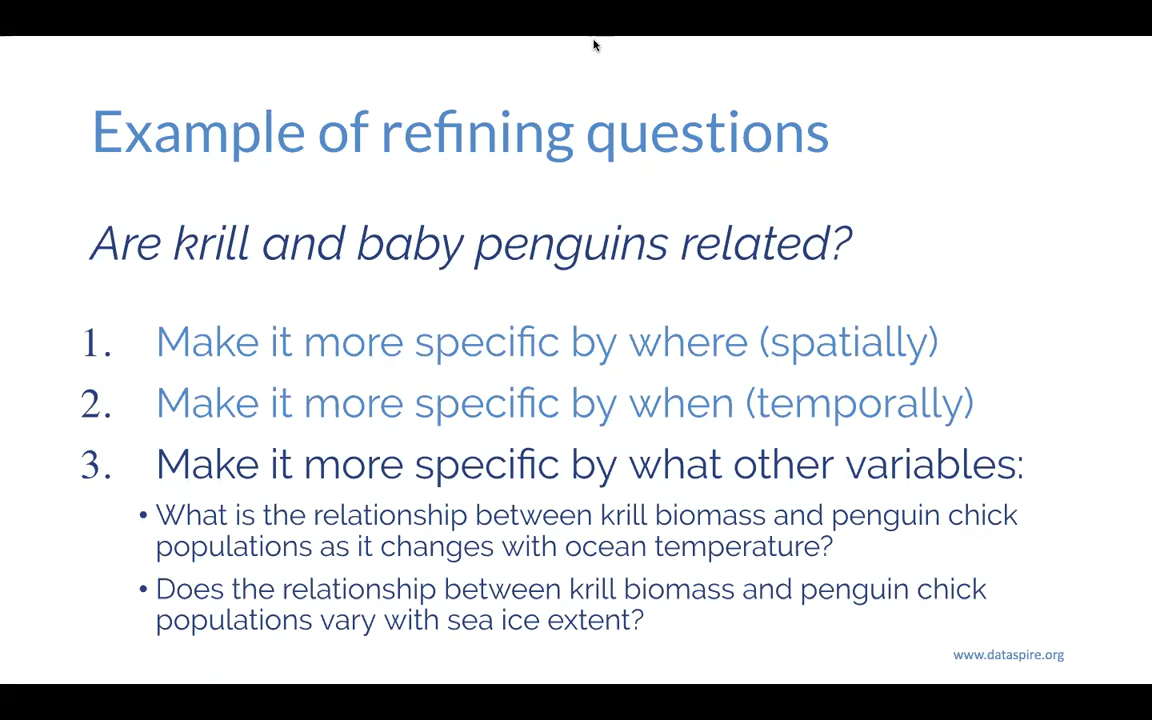 Example of refining questions
Are krill and baby penguins related?
1. Make it more specific by where (spatially)
2. Make it more specific by when (temporally)
3. Make it more specific by what other variables:
• What is the relationship between krill biomass and penguin chick
populations as it changes with ocean temperature?
• Does the relationship between krill biomass and penguin chick
populations vary with sea ice extent?
www.dataspire.org